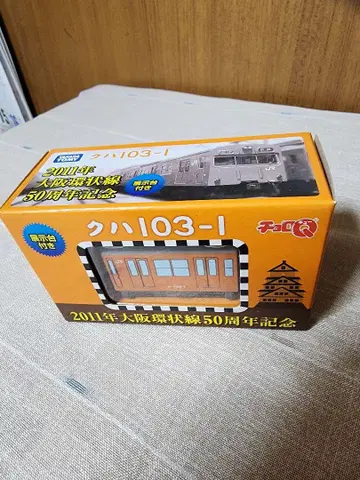 TAKARA TOMY
クハ103-1
2011年
大阪環状線
50周年記念
展示台
付き
JR
クハ103-1
チョロQ
展示台
付き
2011年大阪環状線50周年記念